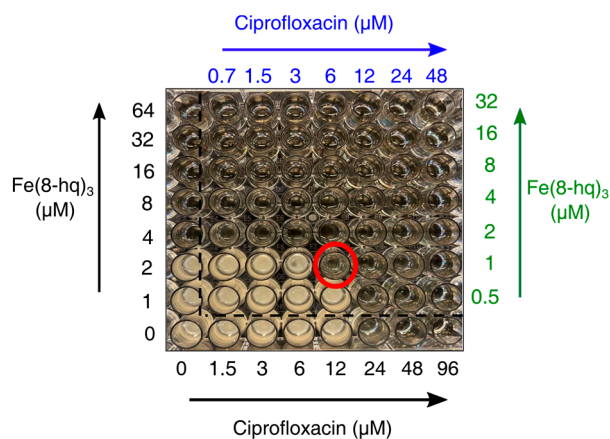 Ciprofloxacin (µM)
0.7 1.5 3 6 12 24 48
64
32
16
8
4
2
1
0
Fe(8-hq)3
(µM)
32
16
8
4
2
1
0.5
Fe(8-hq)3
(µM)
0 1.5 3 6 12 24 48 96
Ciprofloxacin (µM)